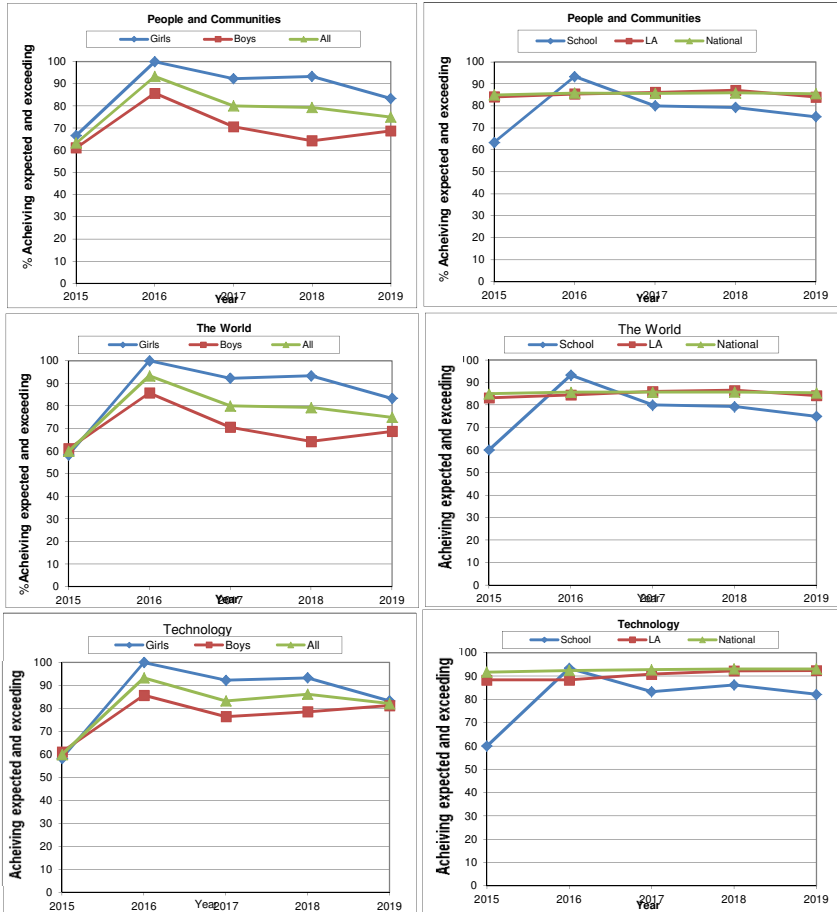 People and Communities
Girls Boys All
% Acheiving expected and exceeding
100
90
80
70
60
50
40
30
20
10
0
2015 2016 2017 2018 2019
Year
People and Communities
School LA National
% Acheiving expected and exceeding
100
90
80
70
60
50
40
30
20
10
0
2015 2016 2017 2018 2019
Year
The World
Girls Boys All
% Acheiving expected and exceeding
100
90
80
70
60
50
40
30
20
10
0
2015 2016 2017 2018 2019
Year
The World
School LA National
Acheiving expected and exceeding
100
90
80
70
60
50
40
30
20
10
0
2015 2016 2017 2018 2019
Year
Technology
Girls Boys All
Acheiving expected and exceeding
100
90
80
70
60
50
40
30
20
10
0
2015 2016 2017 2018 2019
Year
Technology
School LA National
Acheiving expected and exceeding
100
90
80
70
60
50
40
30
20
10
0
2015 2016 2017 2018 2019
Year